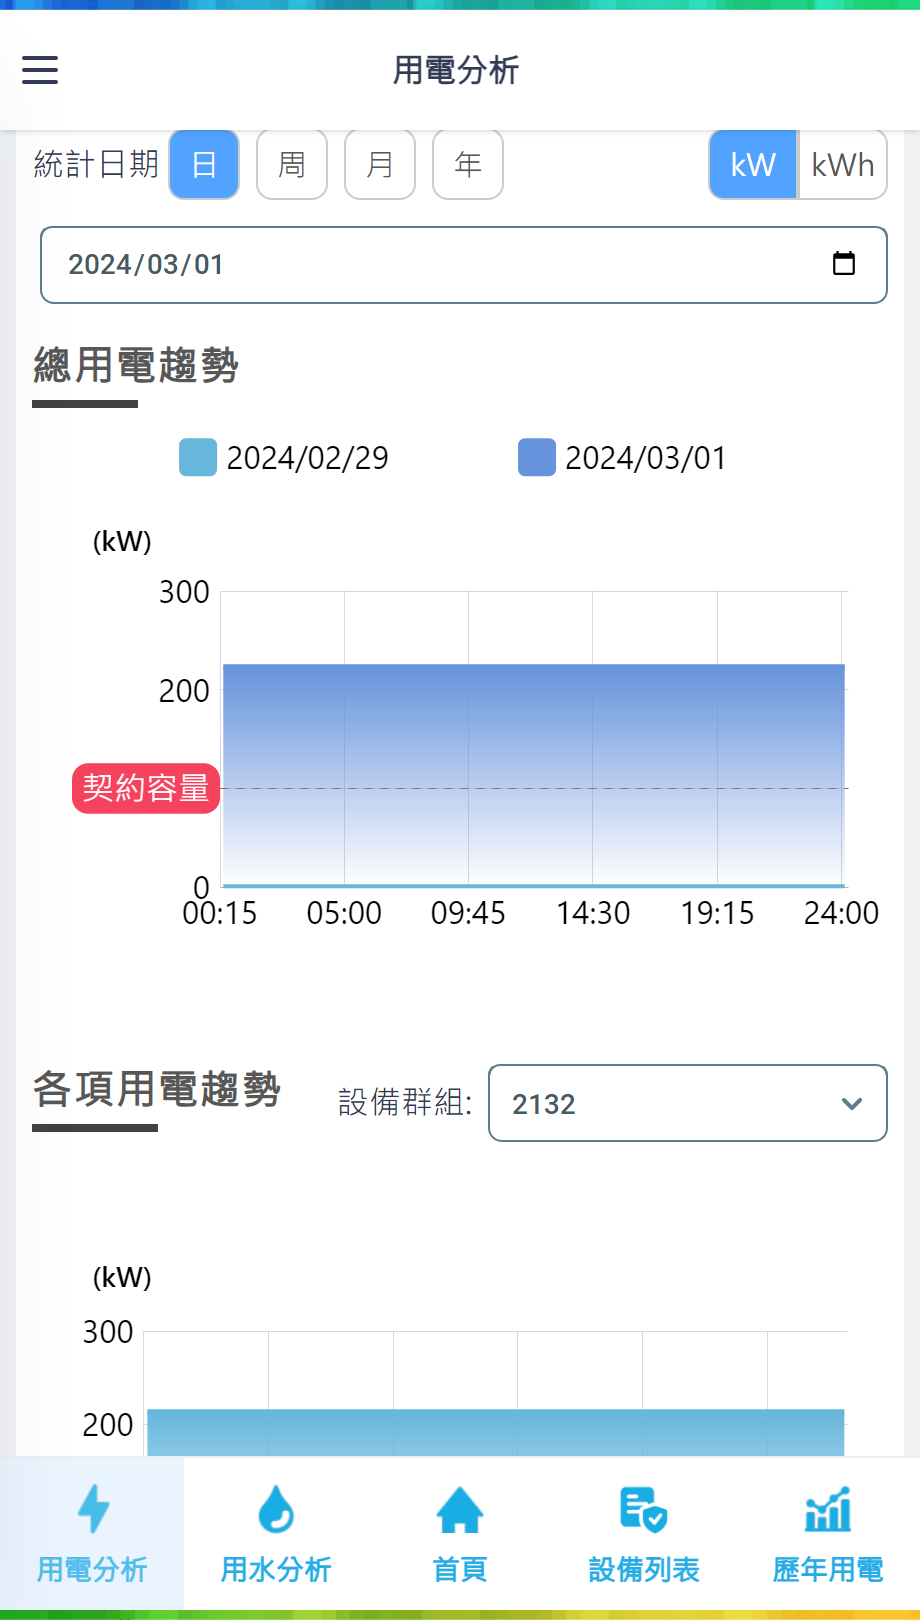 用電分析
統計日期 日 周 月 年 kW kWh
2024/03/01
總用電趨勢
2024/02/29 2024/03/01
(kW)
300
200
契約容量
0
00:15 05:00 09:45 14:30 19:15 24:00
各項用電趨勢 設備群組: 2132
(kW)
300
200
用電分析 用水分析 首頁 設備列表 歷年用電